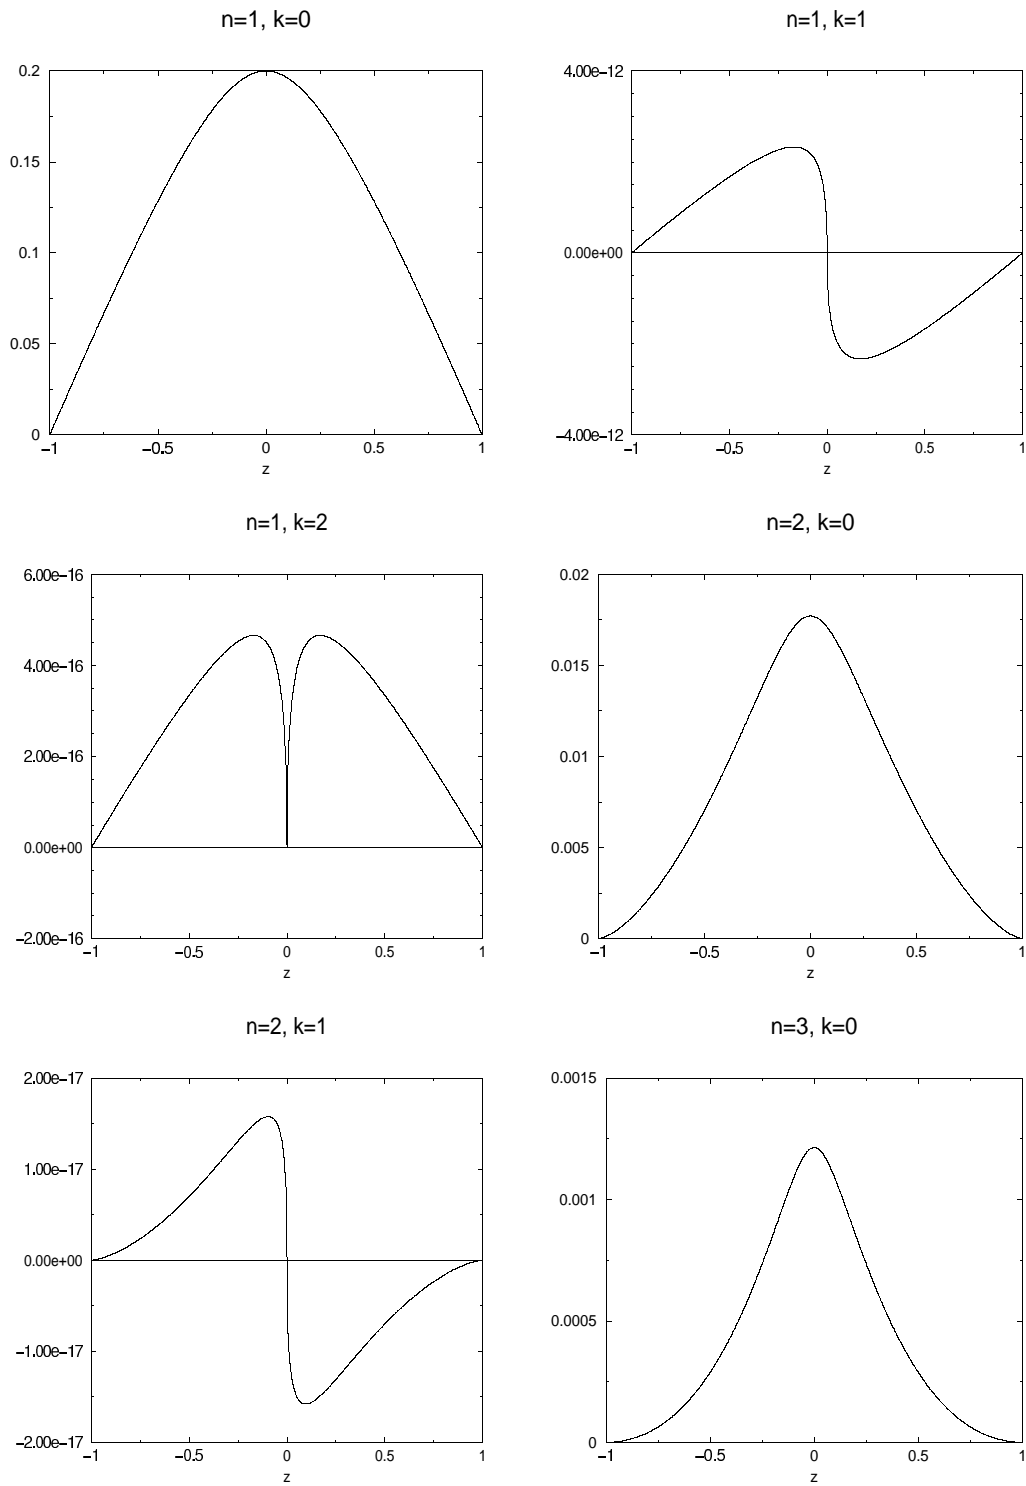 n=1, k=0
0.2
0.15
0.1
0.05
0
−1
−0.5
0
0.5
1
z
n=1, k=1
4.00e−12
0.00e+00
−4.00e−12
−1
−0.5
0
0.5
1
z
n=1, k=2
6.00e−16
4.00e−16
2.00e−16
0.00e+00
−2.00e−16
−1
−0.5
0
0.5
1
z
n=2, k=0
0.02
0.015
0.01
0.005
0
−1
−0.5
0
0.5
1
z
n=2, k=1
2.00e−17
1.00e−17
0.00e+00
−1.00e−17
−2.00e−17
−1
−0.5
0
0.5
1
z
n=3, k=0
0.0015
0.001
0.0005
0
−1
−0.5
0
0.5
1
z